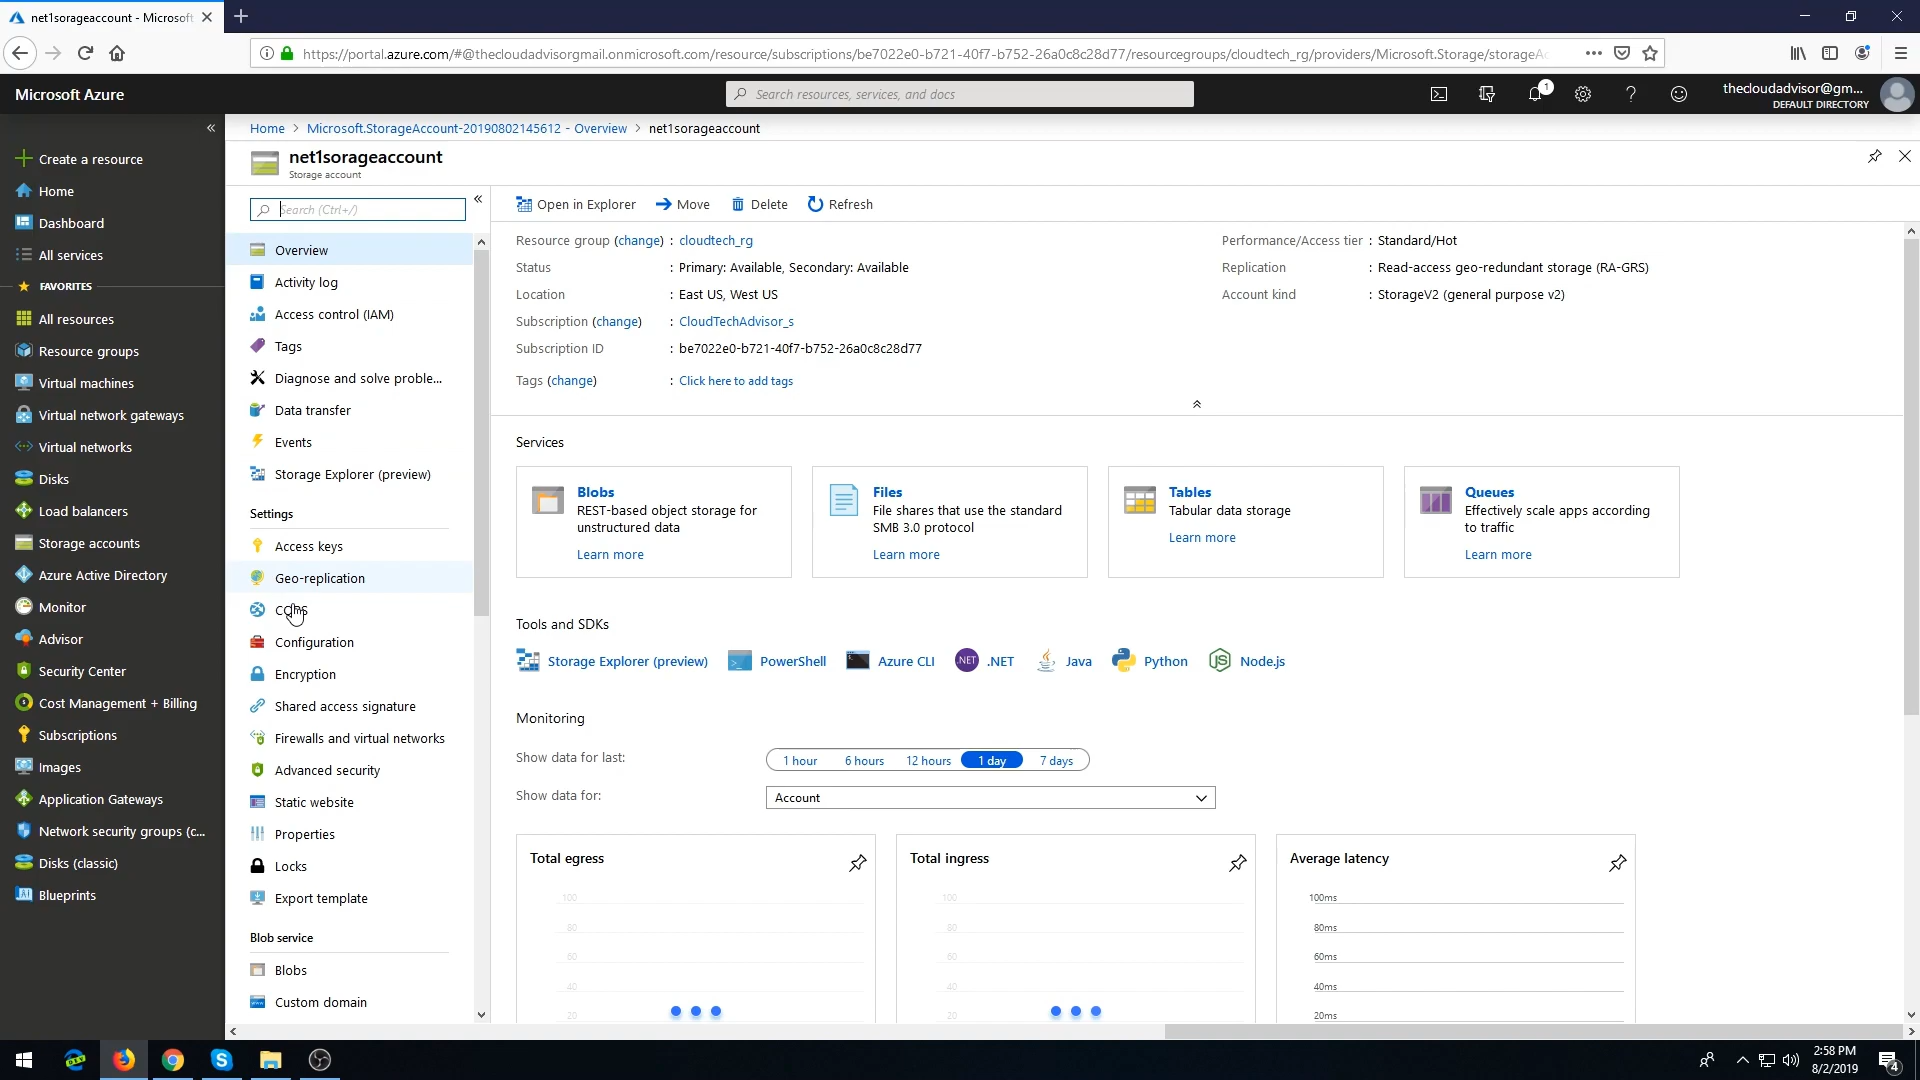 net1sorageaccount - Microsoft
https://portal.azure.com/#@thecloudadvisorgmail.onmicrosoft.com/resource/subscriptions/be7022e0-b721-40f7-b752-26a0c8c28d77/resourcegroups/cloudtech_rg/providers/Microsoft.Storage/storageAc
Microsoft Azure
Search resources, services, and docs
1
thecloudadvisor@gm...
DEFAULT DIRECTORY
Create a resource
Home
Dashboard
All services
FAVORITES
All resources
Resource groups
Virtual machines
Virtual network gateways
Virtual networks
Disks
Load balancers
Storage accounts
Azure Active Directory
Monitor
Advisor
Security Center
Cost Management + Billing
Subscriptions
Images
Application Gateways
Network security groups (c...
Disks (classic)
Blueprints
Home > Microsoft.StorageAccount-20190802145612 - Overview > net1sorageaccount
net1sorageaccount
Storage account
Search (Ctrl+/)
Overview
Activity log
Access control (IAM)
Tags
Diagnose and solve proble...
Data transfer
Events
Storage Explorer (preview)
Settings
Access keys
Geo-replication
CORS
Configuration
Encryption
Shared access signature
Firewalls and virtual networks
Advanced security
Static website
Properties
Locks
Export template
Blob service
Blobs
Custom domain
Open in Explorer Move Delete Refresh
Resource group (change) : cloudtech_rg
Status : Primary: Available, Secondary: Available
Location : East US, West US
Subscription (change) : CloudTechAdvisor_s
Subscription ID : be7022e0-b721-40f7-b752-26a0c8c28d77
Tags (change) : Click here to add tags
Performance/Access tier : Standard/Hot
Replication : Read-access geo-redundant storage (RA-GRS)
Account kind : StorageV2 (general purpose v2)
Services
Blobs
REST-based object storage for
unstructured data
Learn more
Files
File shares that use the standard
SMB 3.0 protocol
Learn more
Tables
Tabular data storage
Learn more
Queues
Effectively scale apps according
to traffic
Learn more
Tools and SDKs
Storage Explorer (preview) PowerShell Azure CLI .NET .NET Java Python Node.js
Monitoring
Show data for last: 1 hour 6 hours 12 hours 1 day 7 days
Show data for: Account
Total egress
100
80
60
40
20
Total ingress
100
80
60
40
20
Average latency
100ms
80ms
60ms
40ms
20ms
2:58 PM
8/2/2019
4